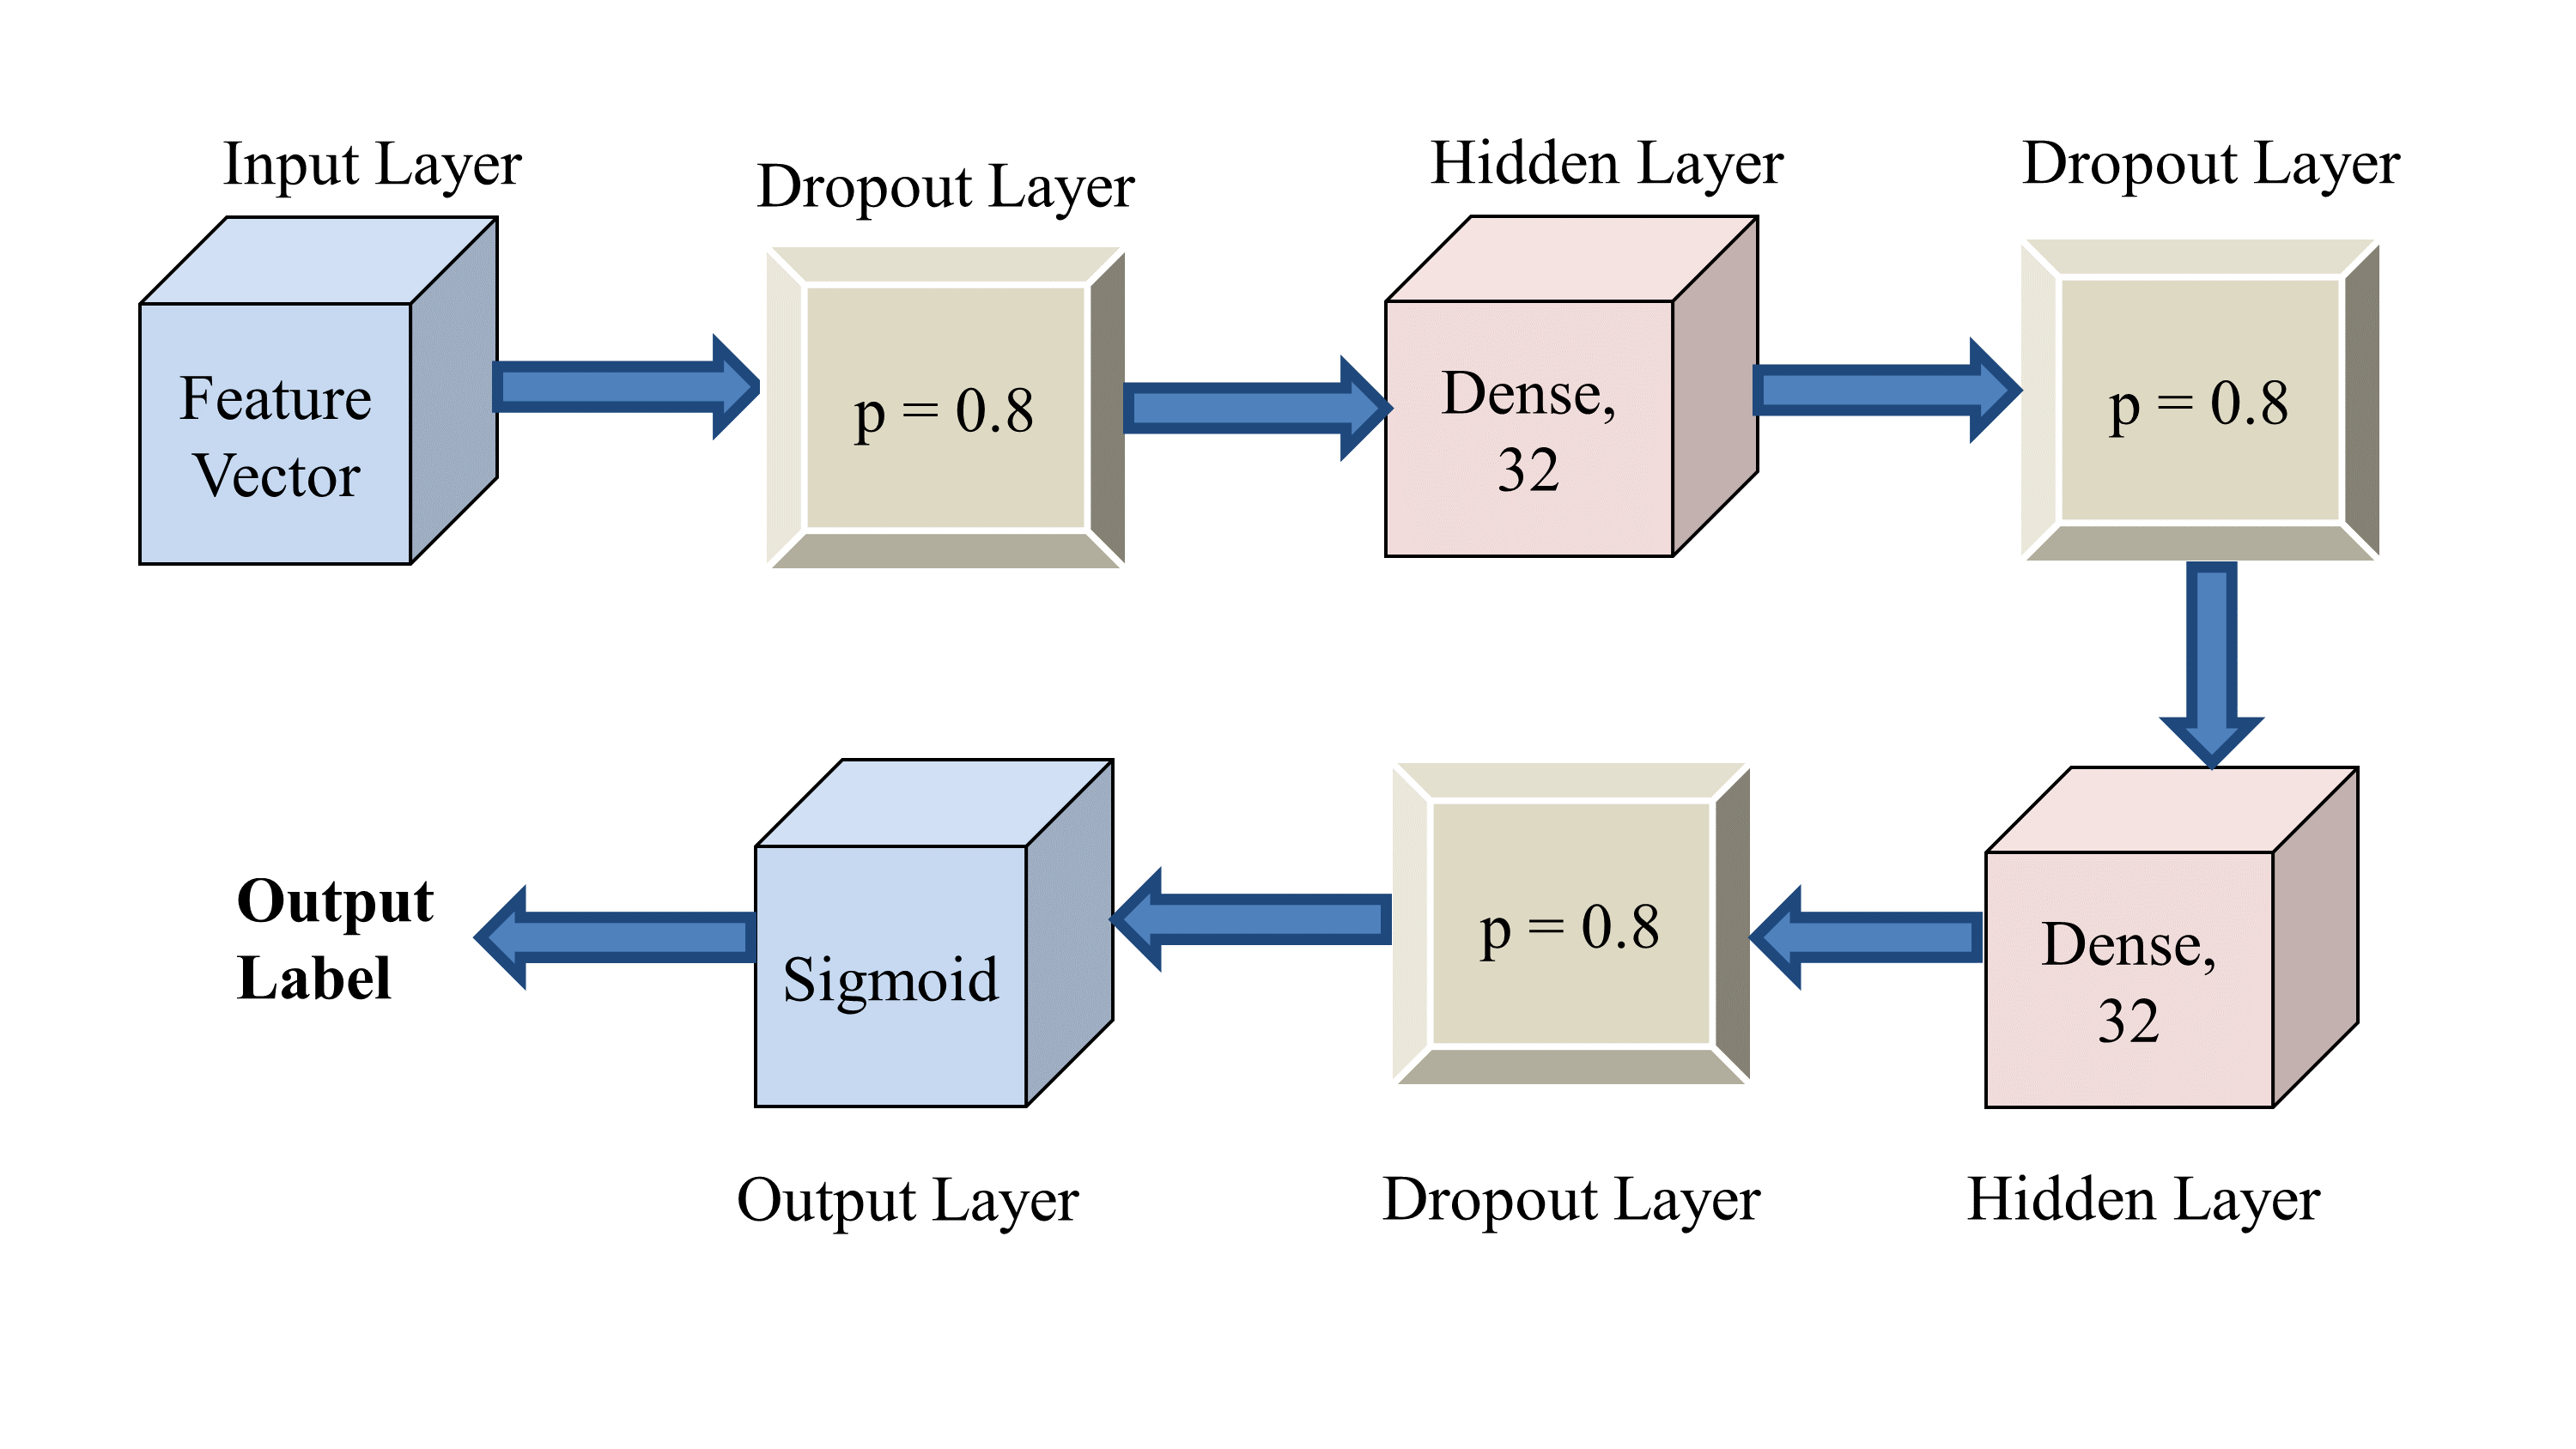 Input Layer
Dropout Layer
Hidden Layer
Dropout Layer
Feature
Vector
p = 0.8
Dense,
32
p = 0.8
Output
Label
Sigmoid
p = 0.8
Dense,
32
Output Layer
Dropout Layer
Hidden Layer